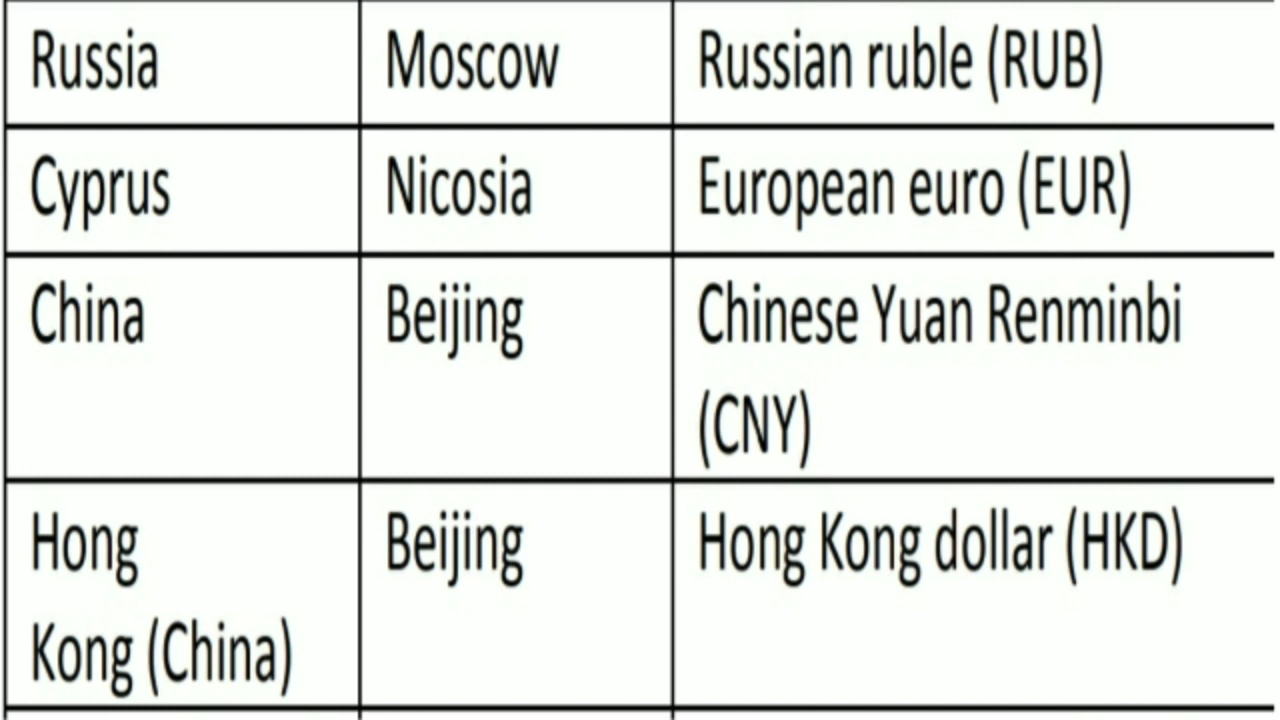 Russia Moscow Russian ruble (RUB)
Cyprus Nicosia European euro (EUR)
China Beijing Chinese Yuan Renminbi
(CNY)
Hong Beijing Hong Kong dollar (HKD)
Kong (China)